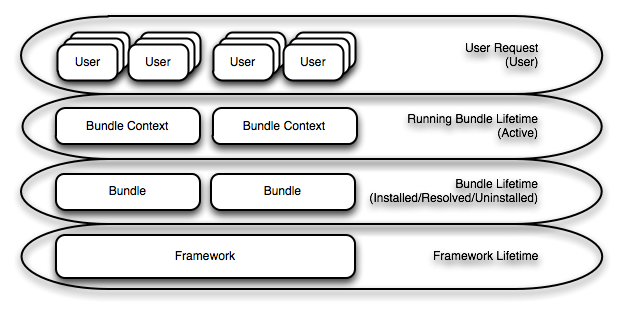 User User User User User Request
(User)
Bundle Context Bundle Context Running Bundle Lifetime
(Active)
Bundle Bundle Bundle Lifetime
(Installed/Resolved/Uninstalled)
Framework Framework Lifetime